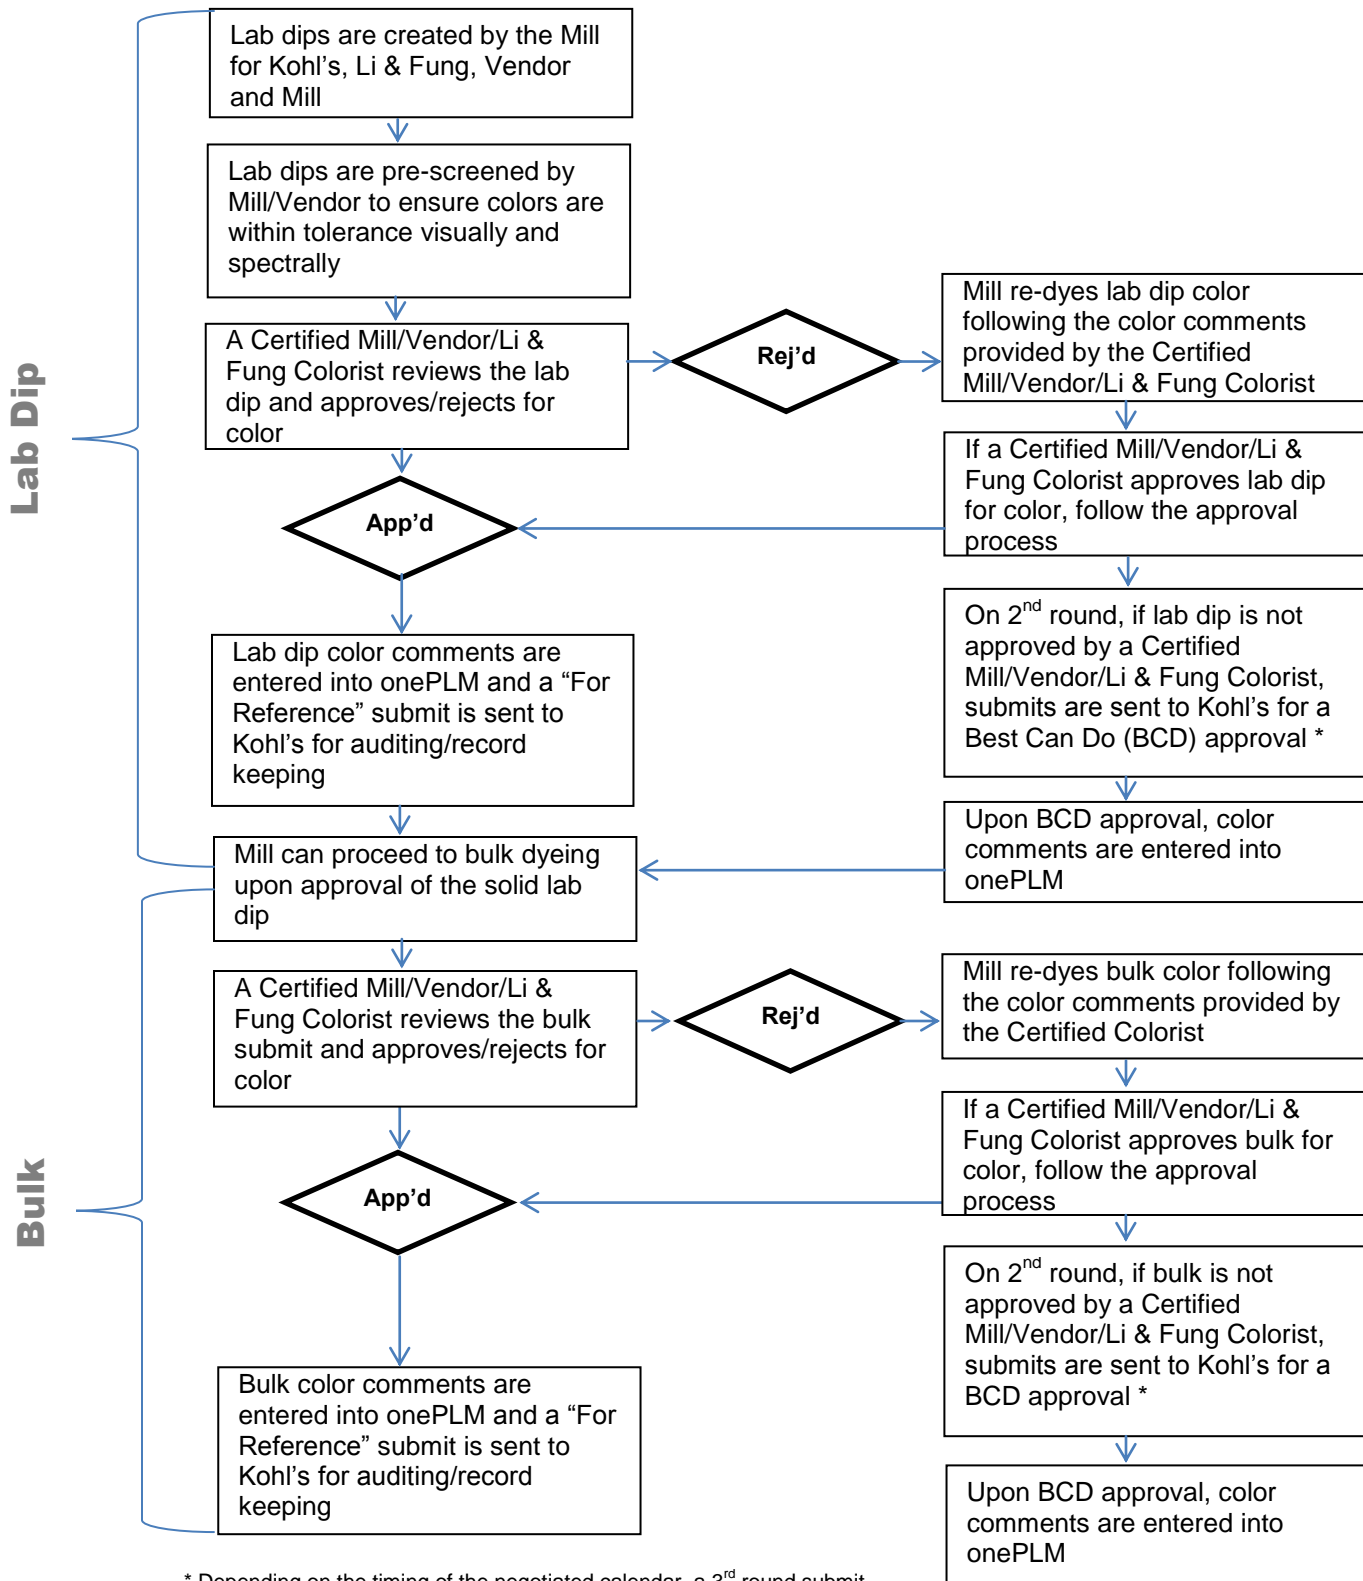 Lab Dip
Lab dips are created by the Mill
for Kohl's, Li & Fung, Vendor
and Mill
Lab dips are pre-screened by
Mill/Vendor to ensure colors are
within tolerance visually and
spectrally
A Certified Mill/Vendor/Li &
Fung Colorist reviews the lab
dip and approves/rejects for
color
Rej’d
Mill re-dyes lab dip color
following the color comments
provided by the Certified
Mill/Vendor/Li & Fung Colorist
If a Certified Mill/Vendor/Li &
Fung Colorist approves lab dip
for color, follow the approval
process
App’d
On 2nd round, if lab dip is not
approved by a Certified
Mill/Vendor/Li & Fung Colorist,
submits are sent to Kohl’s for a
Best Can Do (BCD) approval *
Lab dip color comments are
entered into onePLM and a “For
Reference” submit is sent to
Kohl’s for auditing/record
keeping
Upon BCD approval, color
comments are entered into
onePLM
Mill can proceed to bulk dyeing
upon approval of the solid lab
dip
Bulk
A Certified Mill/Vendor/Li &
Fung Colorist reviews the bulk
submit and approves/rejects for
color
Rej’d
Mill re-dyes bulk color following
the color comments provided by
the Certified Colorist
If a Certified Mill/Vendor/Li &
Fung Colorist approves bulk for
color, follow the approval
process
App’d
On 2nd round, if bulk is not
approved by a Certified
Mill/Vendor/Li & Fung Colorist,
submits are sent to Kohl’s for a
BCD approval *
Bulk color comments are
entered into onePLM and a “For
Reference” submit is sent to
Kohl’s for auditing/record
keeping
Upon BCD approval, color
comments are entered into
onePLM
* Depending on the timing of the negotiated calendar, a 3rd round submit